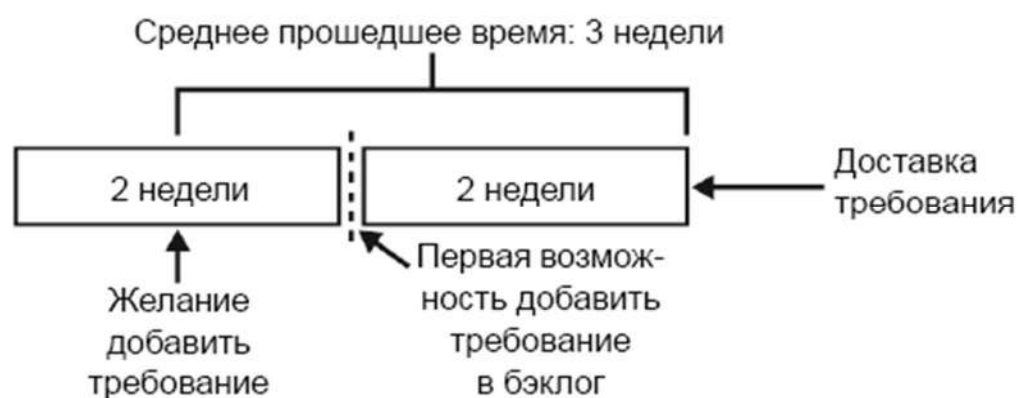 Среднее прошедшее время: 3 недели
2 недели
2 недели
Доставка
требования
Желание
добавить
требование
Первая возмож-
ность добавить
требование
в бэклог